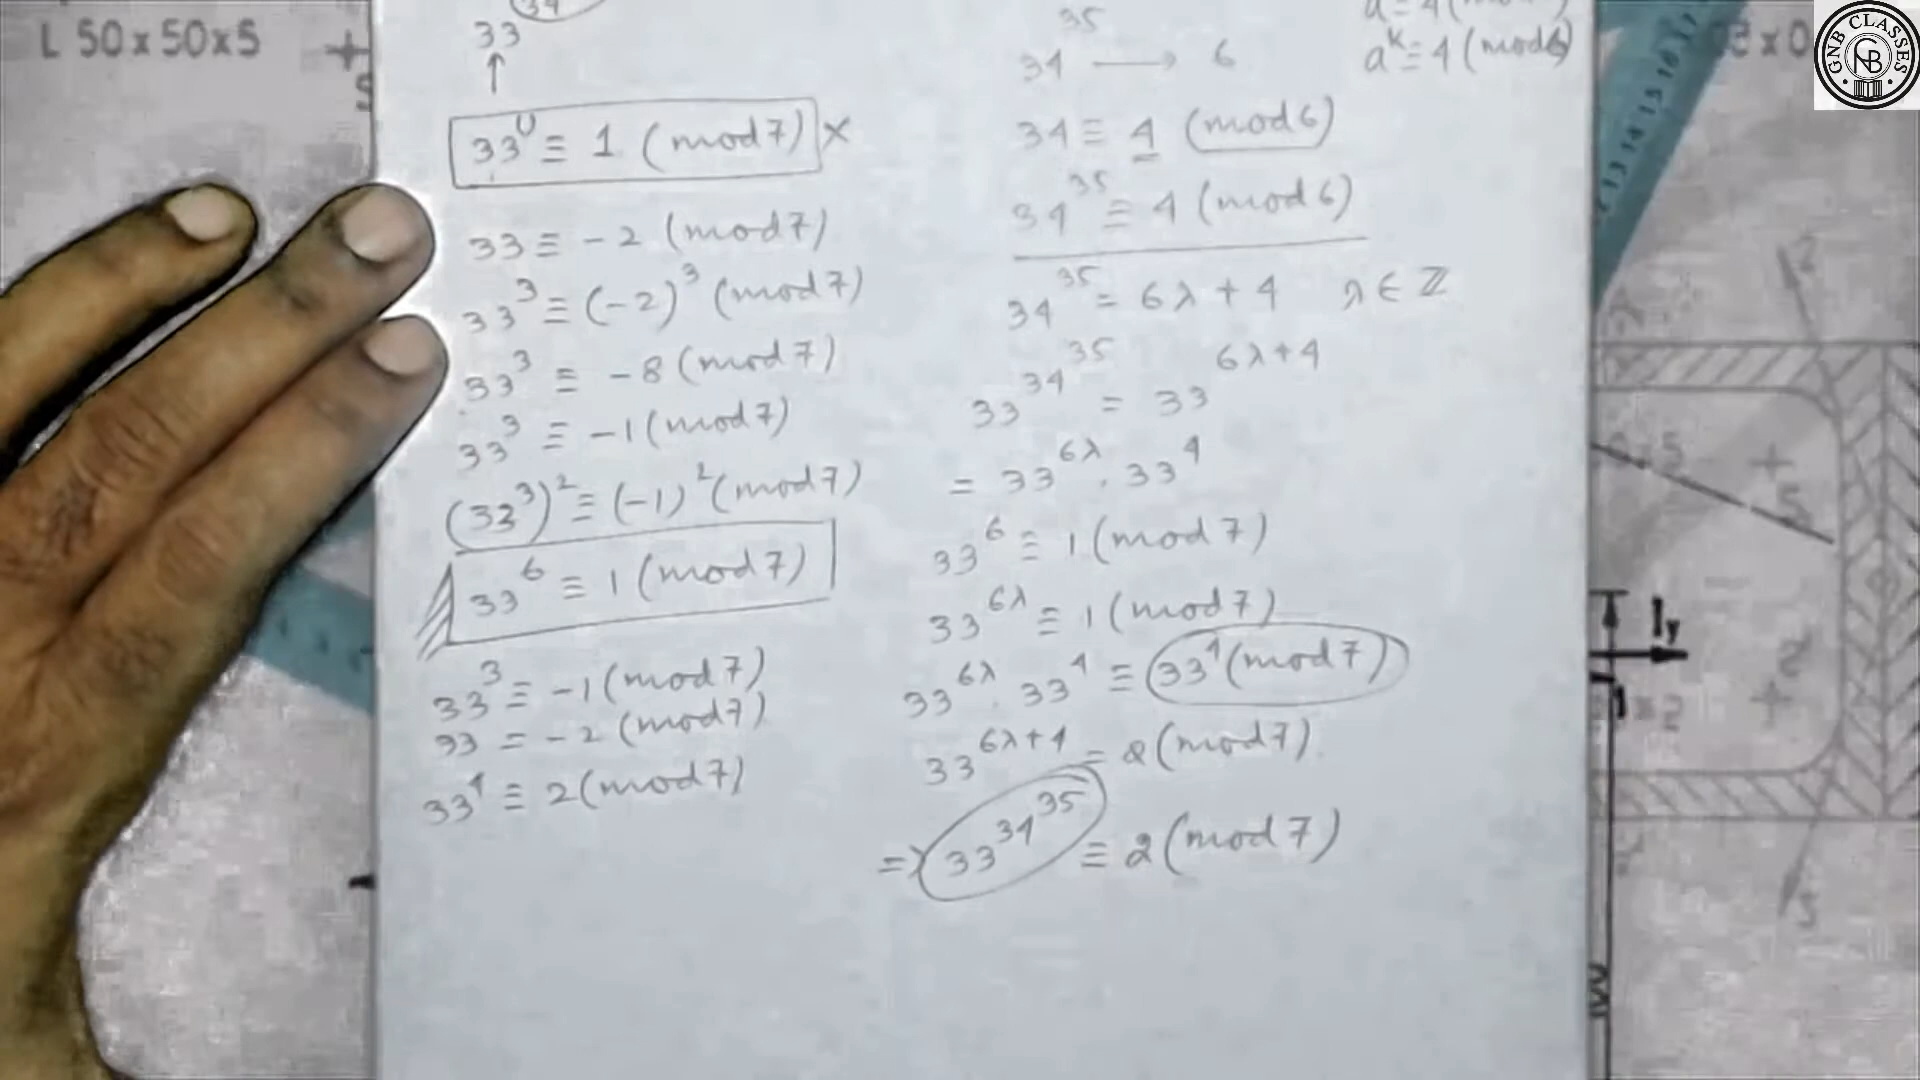 L 50x50x5
33^34
↑
33^0 ≡ 1 (mod 7) ×
33 ≡ -2 (mod 7)
33^3 ≡ (-2)^3 (mod 7)
33^3 ≡ -8 (mod 7)
33^3 ≡ -1 (mod 7)
(33^3)^2 ≡ (-1)^2 (mod 7)
33^6 ≡ 1 (mod 7)
33^3 ≡ -1 (mod 7)
33 = -2 (mod 7)
33^4 ≡ 2 (mod 7)
34^35 → 6
34 ≡ 4 (mod 6)
34^35 ≡ 4 (mod 6)
34^35 = 6λ + 4 λ ∈ ℤ
33^34^35 = 33^6λ+4
= 33^6λ . 33^4
33^6 ≡ 1 (mod 7)
33^6λ ≡ 1 (mod 7)
33^6λ . 33^4 ≡ 33^4 (mod 7)
33^6λ+4 = 2 (mod 7)
=> 33^34^35 ≡ 2 (mod 7)
a^k ≡ 4 (mod 6)
GNB CLASSES
GNB